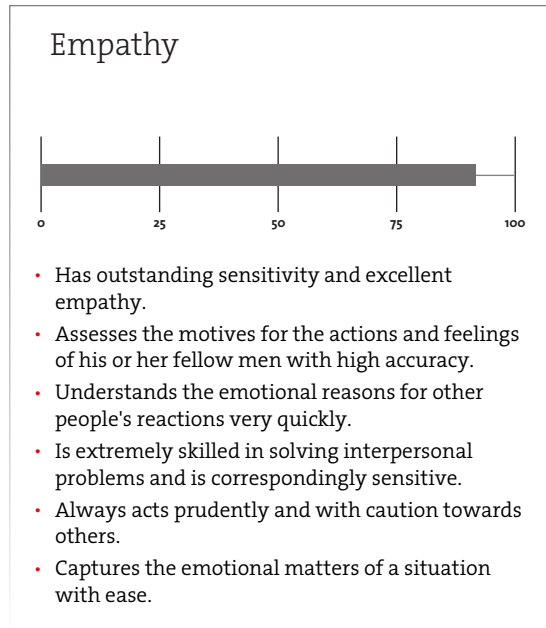 Empathy
0 25 50 75 100
• Has outstanding sensitivity and excellent
empathy.
• Assesses the motives for the actions and feelings
of his or her fellow men with high accuracy.
• Understands the emotional reasons for other
people's reactions very quickly.
• Is extremely skilled in solving interpersonal
problems and is correspondingly sensitive.
• Always acts prudently and with caution towards
others.
• Captures the emotional matters of a situation
with ease.